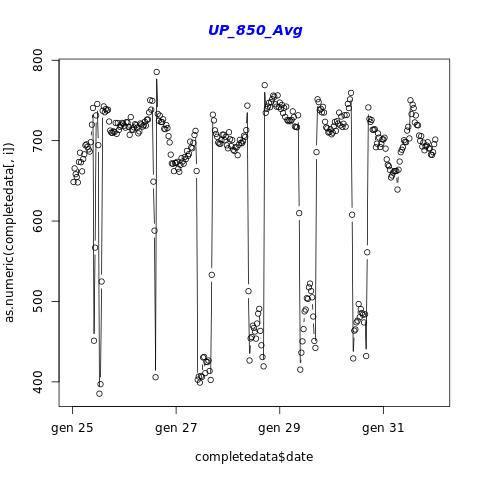 UP_850_Avg
as.numeric(completedata[, i])
800
700
600
500
400
gen 25
gen 27
gen 29
gen 31
completedata$date